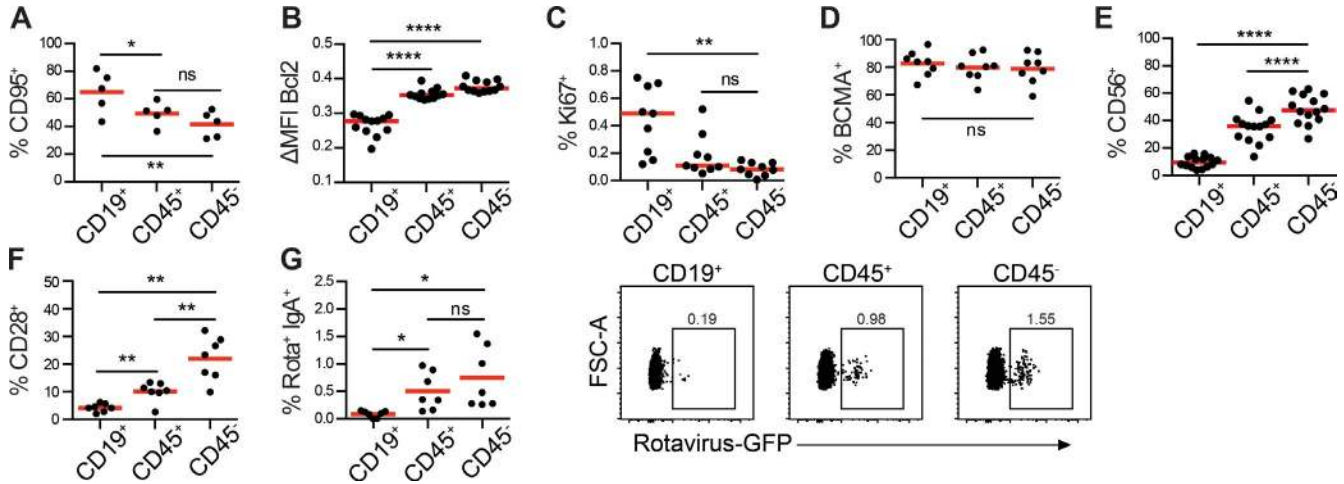 A
% CD95⁺
100
80
60
40
20
0
*
ns
**
CD19⁺
CD45⁺
CD45⁻
B
ΔMFI Bcl2
0.5
0.4
0.3
0.2
0.1
****
****
CD19⁺
CD45⁺
CD45⁻
C
% Ki67⁺
1.0
0.8
0.6
0.4
0.2
0.0
**
ns
CD19⁺
CD45⁺
CD45⁻
D
% BCMA⁺
100
80
60
40
20
0
ns
CD19⁺
CD45⁺
CD45⁻
E
% CD56⁺
100
80
60
40
20
0
****
****
CD19⁺
CD45⁺
CD45⁻
F
% CD28⁺
50
40
30
20
10
0
**
**
**
CD19⁺
CD45⁺
CD45⁻
G
% Rota⁺ IgA⁺
2.5
2.0
1.5
1.0
0.5
0.0
*
ns
*
CD19⁺
CD45⁺
CD45⁻
CD19⁺
CD45⁺
CD45⁻
0.19
0.98
1.55
FSC-A
Rotavirus-GFP